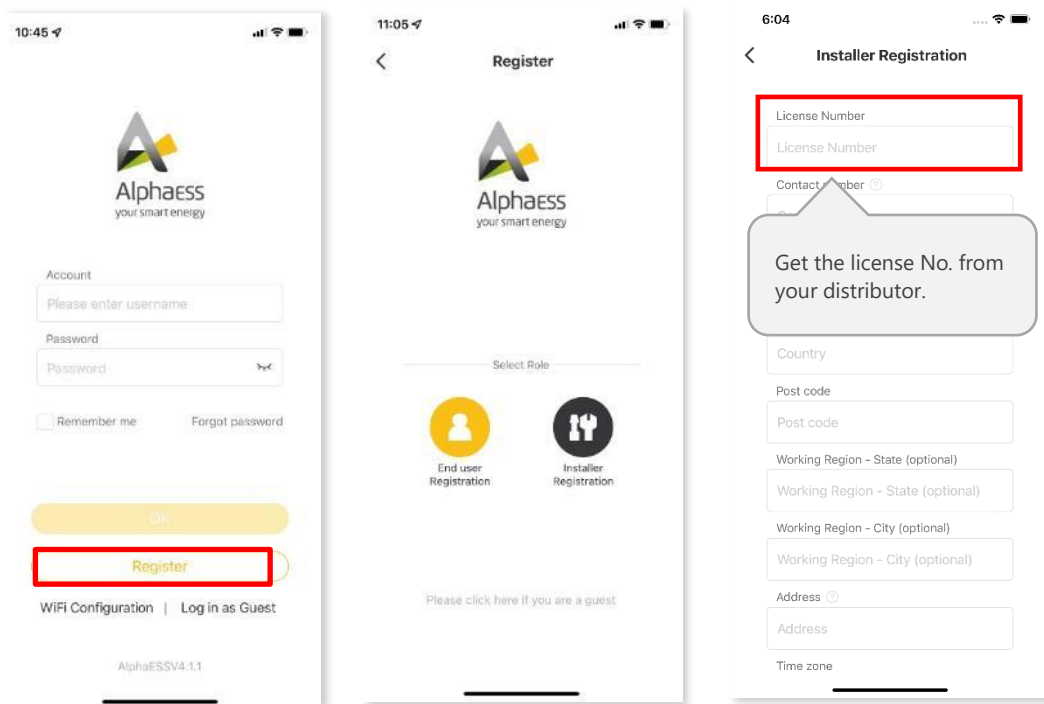 10:45
AlphaESS
your smart energy
Account
Please enter username
Password
Password
Remember me
Forgot password
OK
Register
WiFi Configuration | Log in as Guest
AlphaESSV4.1.1
11:05
Register
AlphaESS
your smart energy
Select Role
End user
Registration
Installer
Registration
Please click here if you are a guest
6:04
Installer Registration
License Number
License Number
Contact number
Get the license No. from
your distributor.
Country
Post code
Post code
Working Region – State (optional)
Working Region – State (optional)
Working Region – City (optional)
Working Region – City (optional)
Address
Address
Time zone